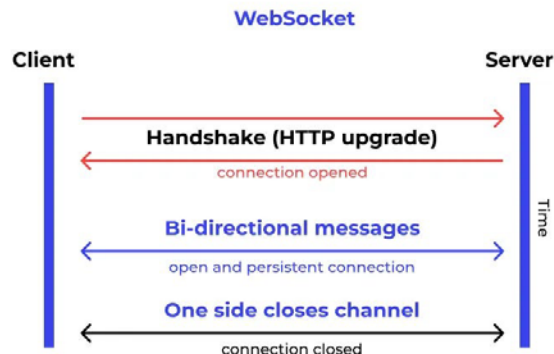 WebSocket
Client
Server
Handshake (HTTP upgrade)
connection opened
Time
Bi-directional messages
open and persistent connection
One side closes channel
connection closed